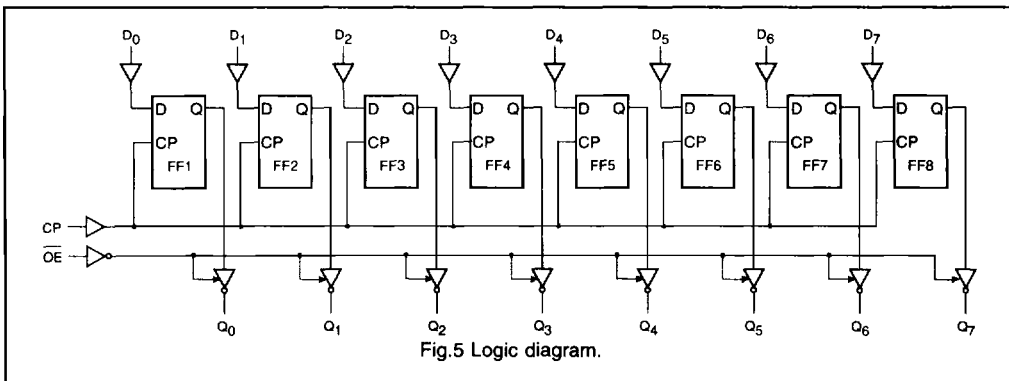 D0 D1 D2 D3 D4 D5 D6 D7
D Q D Q D Q D Q D Q D Q D Q D Q
CP CP CP CP CP CP CP CP
FF1 FF2 FF3 FF4 FF5 FF6 FF7 FF8
CP
OE
Q0 Q1 Q2 Q3 Q4 Q5 Q6 Q7
Fig.5 Logic diagram.